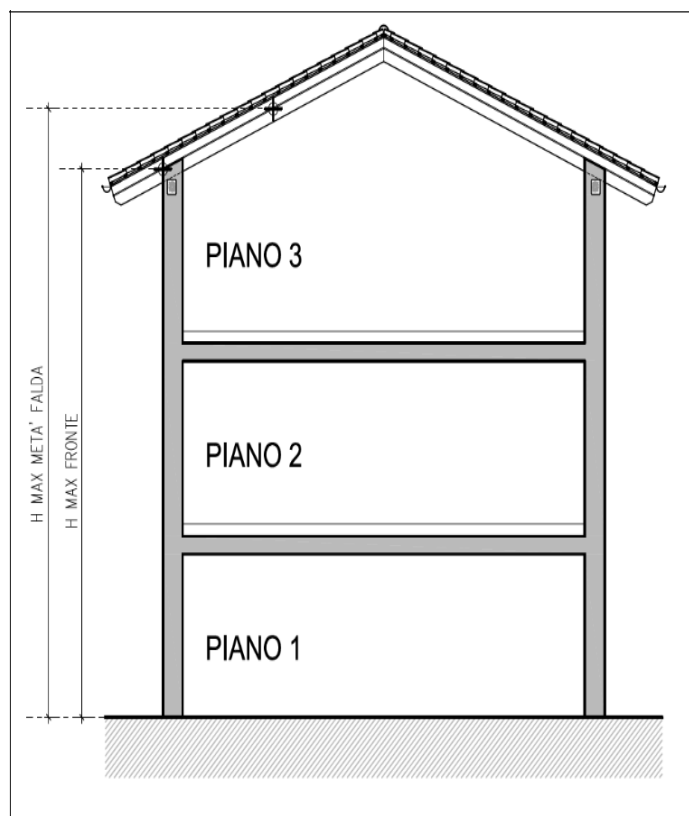 PIANO 3
H MAX META' FALDA
H MAX FRONTE
PIANO 2
PIANO 1